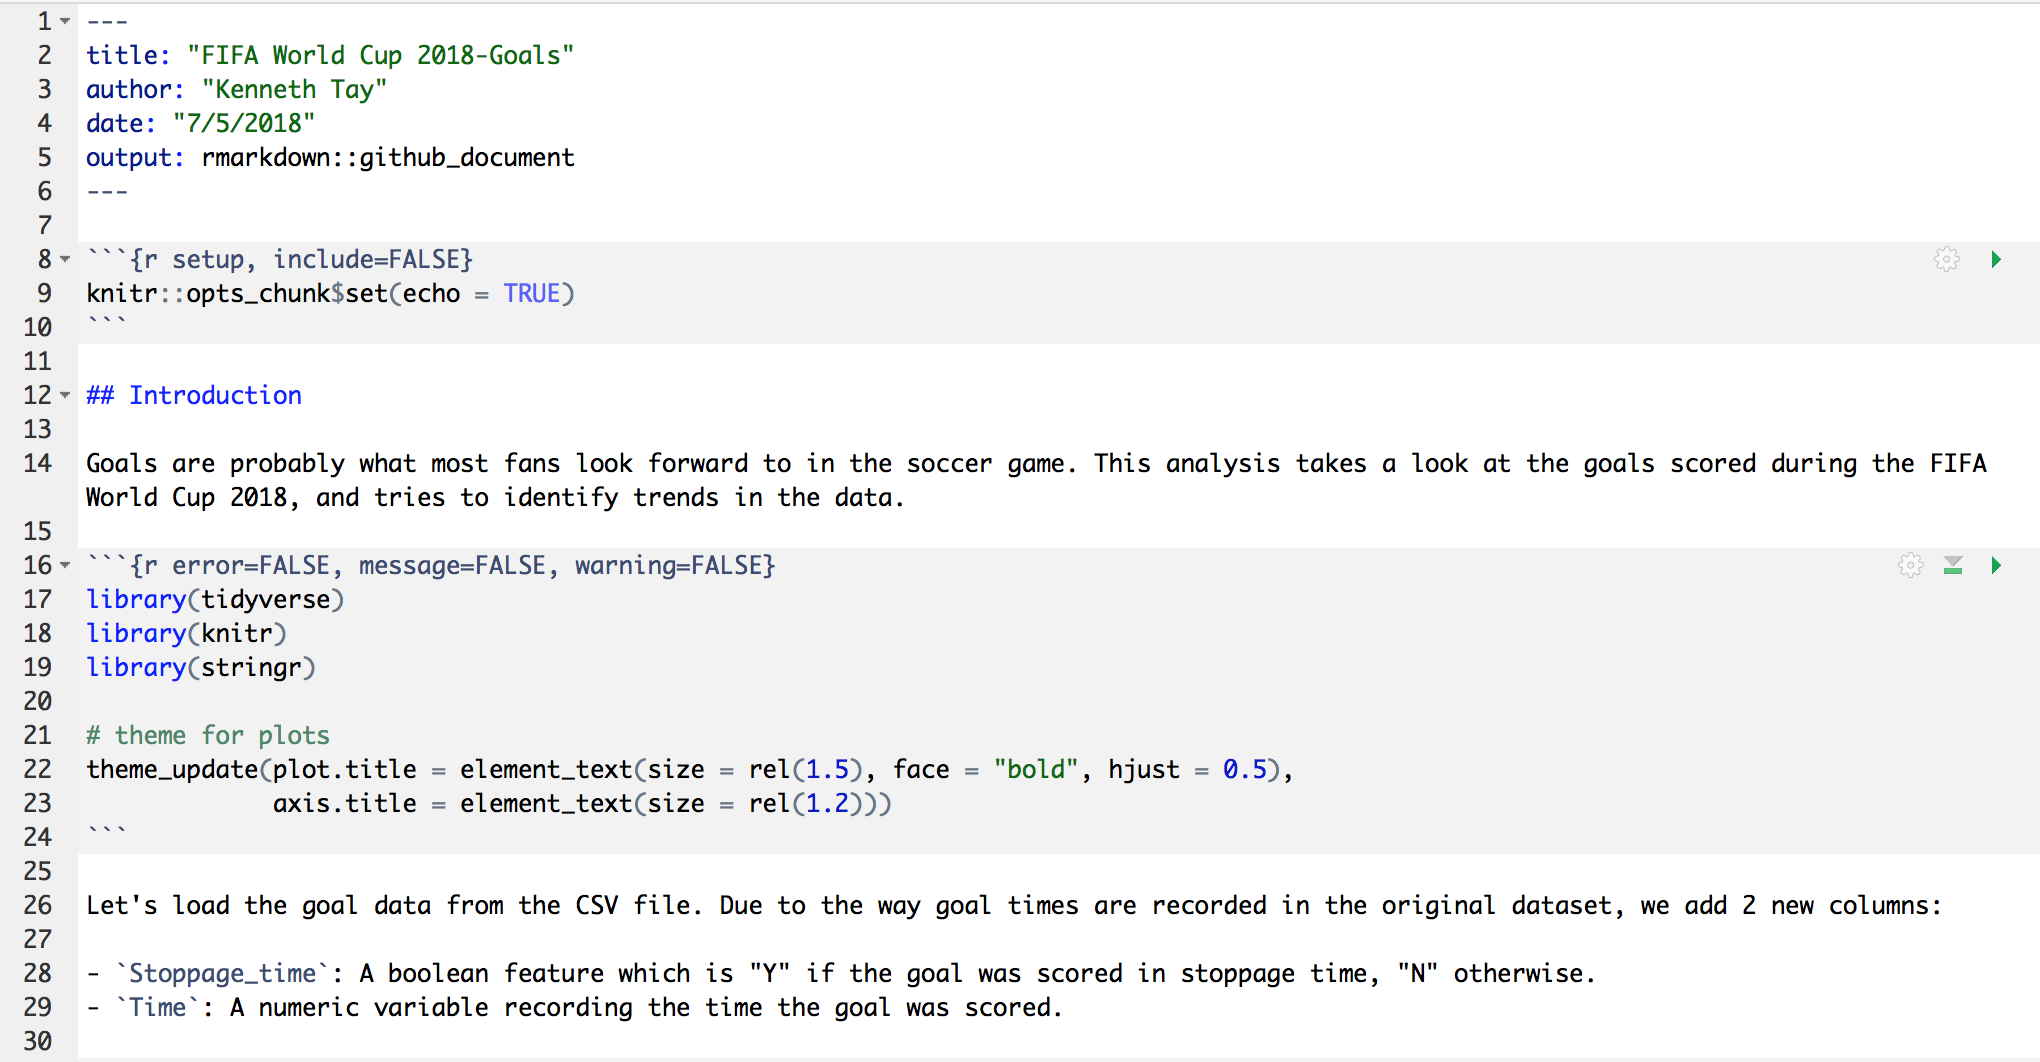 1 ---
2 title: "FIFA World Cup 2018-Goals"
3 author: "Kenneth Tay"
4 date: "7/5/2018"
5 output: rmarkdown::github_document
6 ---
7
8 ```{r setup, include=FALSE}
9 knitr::opts_chunk$set(echo = TRUE)
10 ```
11
12 ## Introduction
13
14 Goals are probably what most fans look forward to in the soccer game. This analysis takes a look at the goals scored during the FIFA
World Cup 2018, and tries to identify trends in the data.
15
16 ```{r error=FALSE, message=FALSE, warning=FALSE}
17 library(tidyverse)
18 library(knitr)
19 library(stringr)
20
21 # theme for plots
22 theme_update(plot.title = element_text(size = rel(1.5), face = "bold", hjust = 0.5),
23              axis.title = element_text(size = rel(1.2)))
24 ```
25
26 Let's load the goal data from the CSV file. Due to the way goal times are recorded in the original dataset, we add 2 new columns:
27
28 - `Stoppage_time`: A boolean feature which is "Y" if the goal was scored in stoppage time, "N" otherwise.
29 - `Time`: A numeric variable recording the time the goal was scored.
30